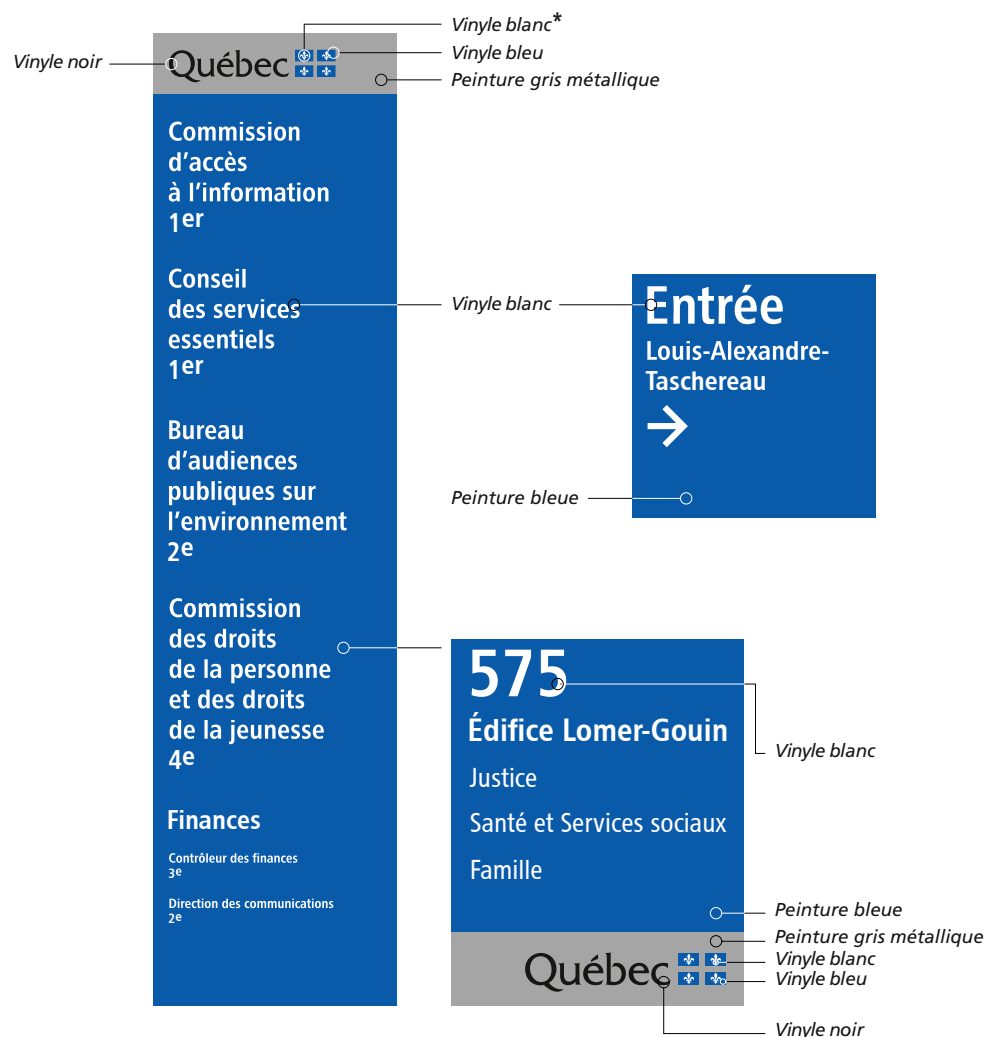 Vinyle noir
Québec
Vinyle blanc*
Vinyle bleu
Peinture gris métallique
Commission
d'accès
à l'information
1er
Conseil
des services
essentiels
1er
Bureau
d'audiences
publiques sur
l'environnement
2e
Commission
des droits
de la personne
et des droits
de la jeunesse
4e
Finances
Contrôleur des finances
3e
Direction des communications
2e
Vinyle blanc
Entrée
Louis-Alexandre-
Taschereau
→
Peinture bleue
575
Édifice Lomer-Gouin
Justice
Santé et Services sociaux
Famille
Québec
Vinyle blanc
Peinture bleue
Peinture gris métallique
Vinyle blanc
Vinyle bleu
Vinyle noir